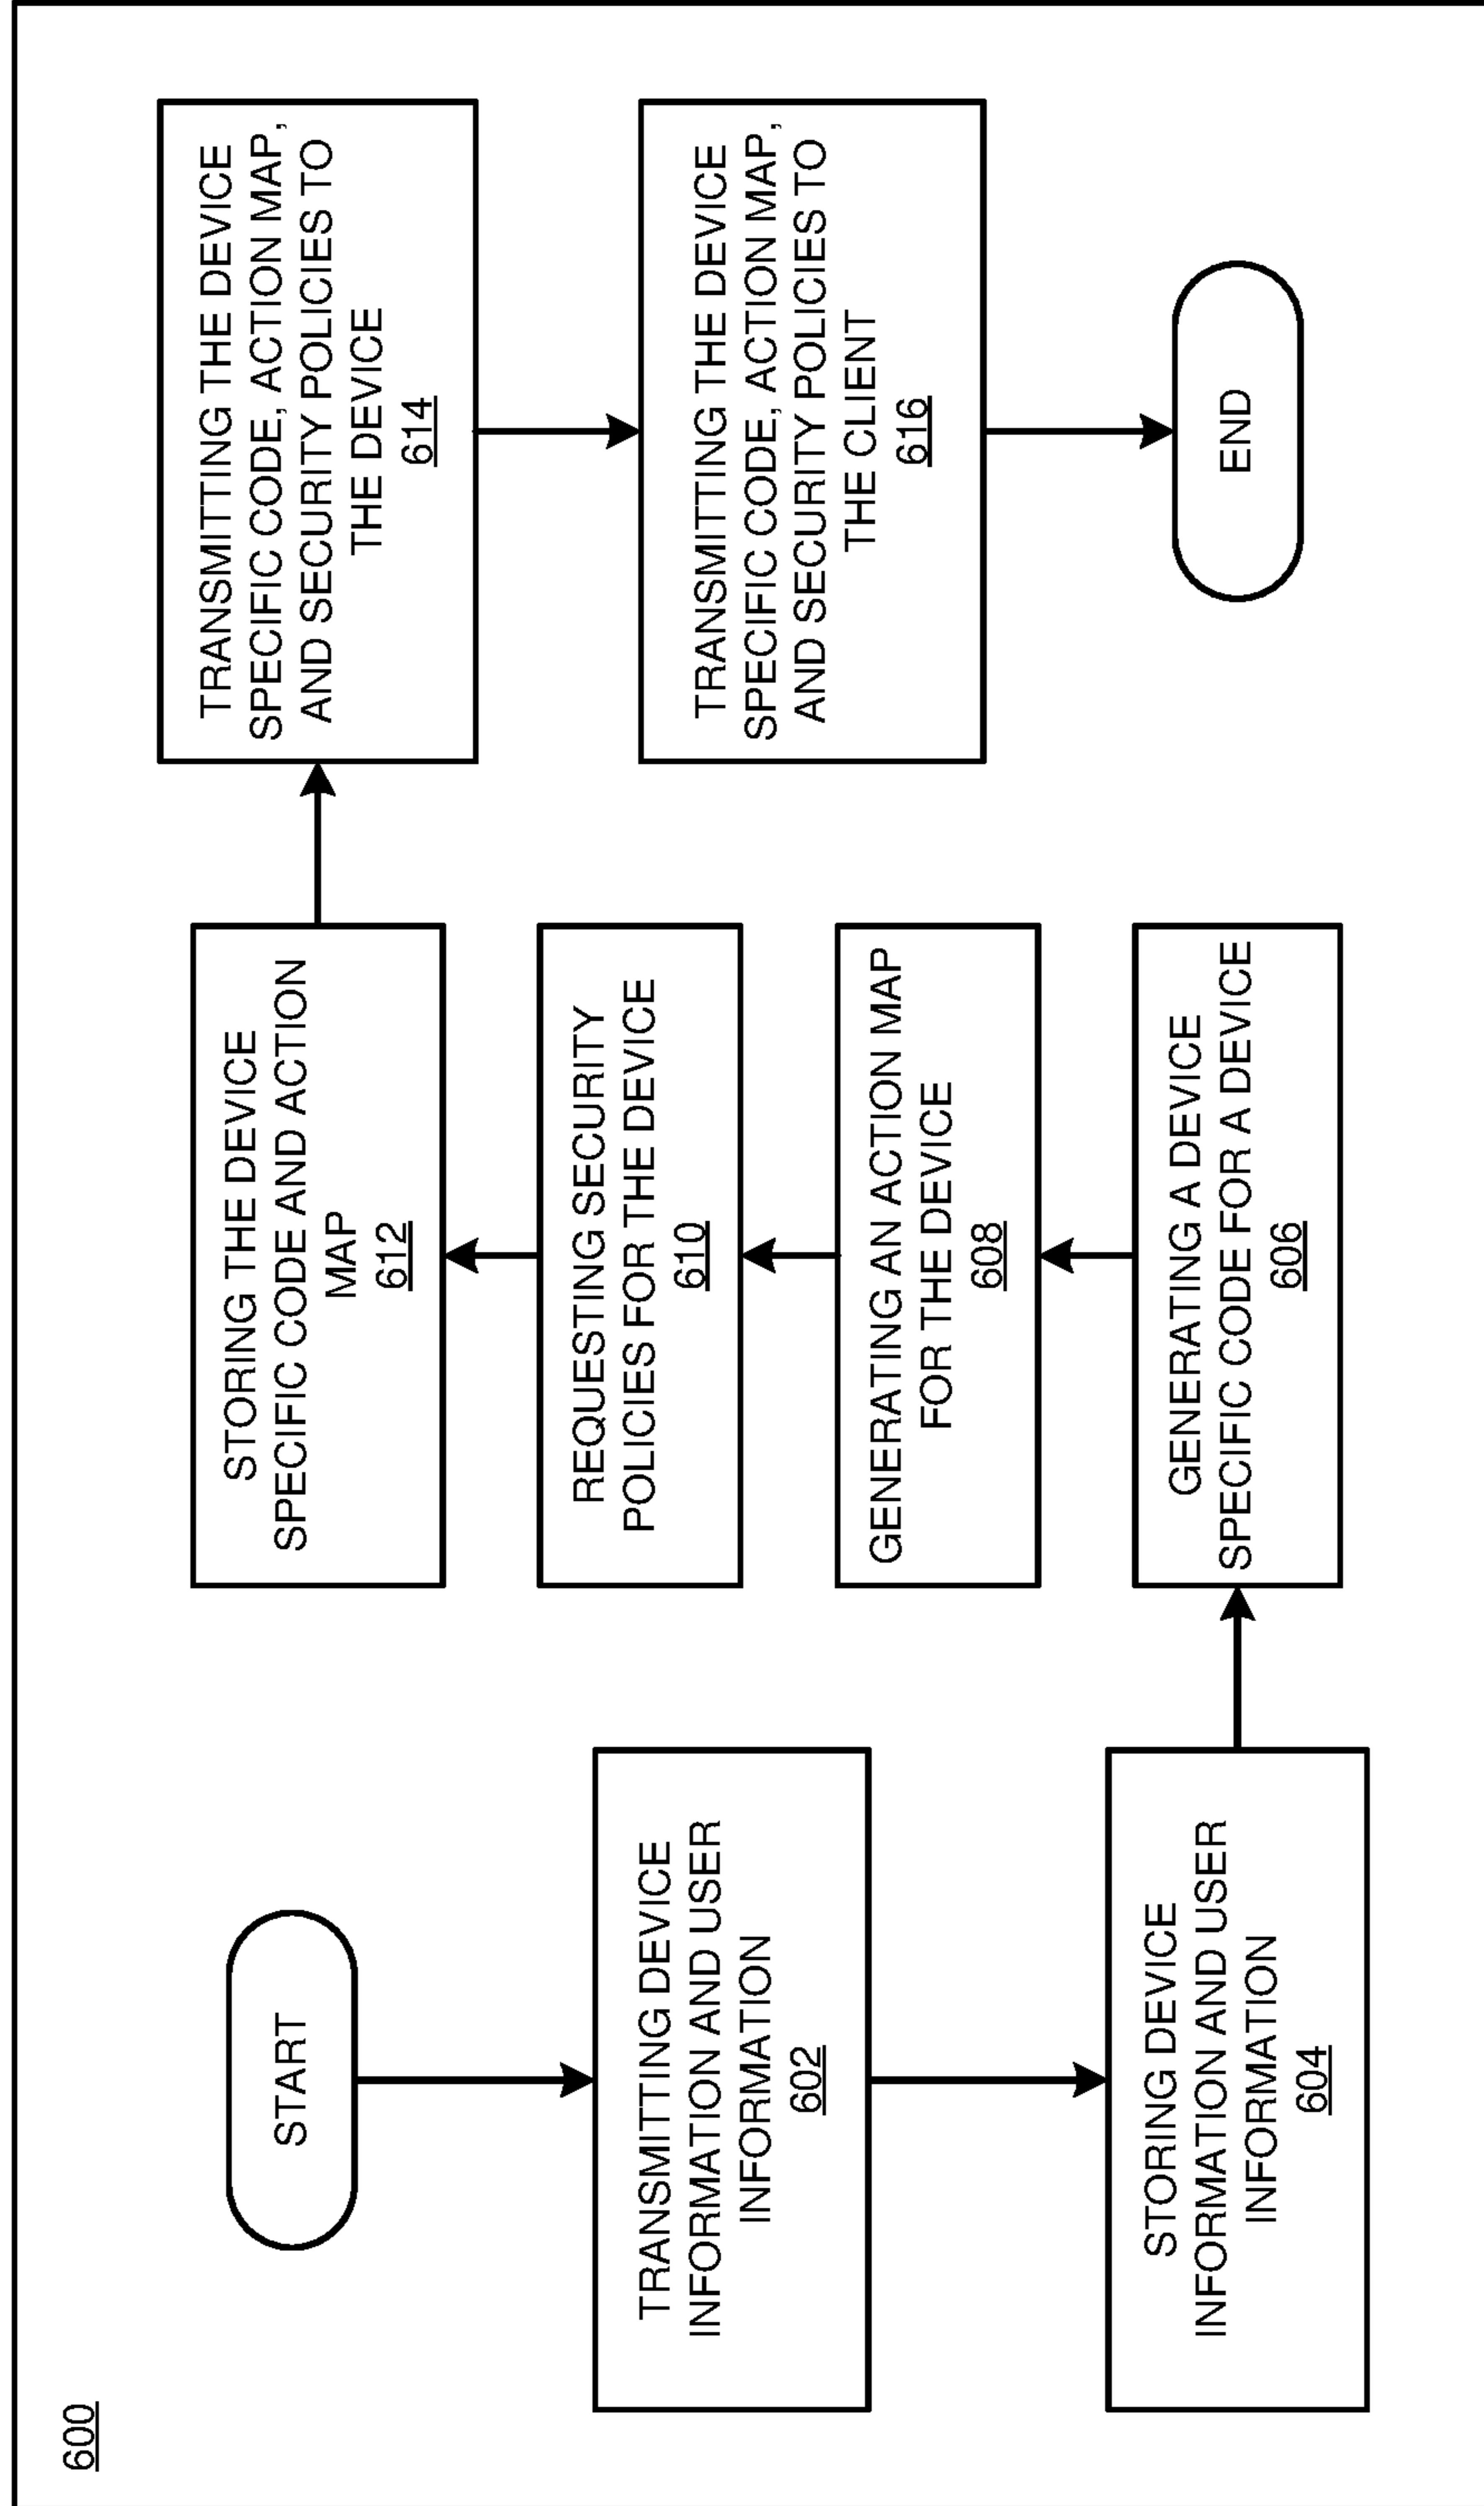 600
START
TRANSMITTING DEVICE
INFORMATION AND USER
INFORMATION
602
STORING DEVICE
INFORMATION AND USER
INFORMATION
604
GENERATING A DEVICE
SPECIFIC CODE FOR A DEVICE
606
GENERATING AN ACTION MAP
FOR THE DEVICE
608
REQUESTING SECURITY
POLICIES FOR THE DEVICE
610
STORING THE DEVICE
SPECIFIC CODE AND ACTION
MAP
612
TRANSMITTING THE DEVICE
SPECIFIC CODE, ACTION MAP,
AND SECURITY POLICIES TO
THE DEVICE
614
TRANSMITTING THE DEVICE
SPECIFIC CODE, ACTION MAP,
AND SECURITY POLICIES TO
THE CLIENT
616
END